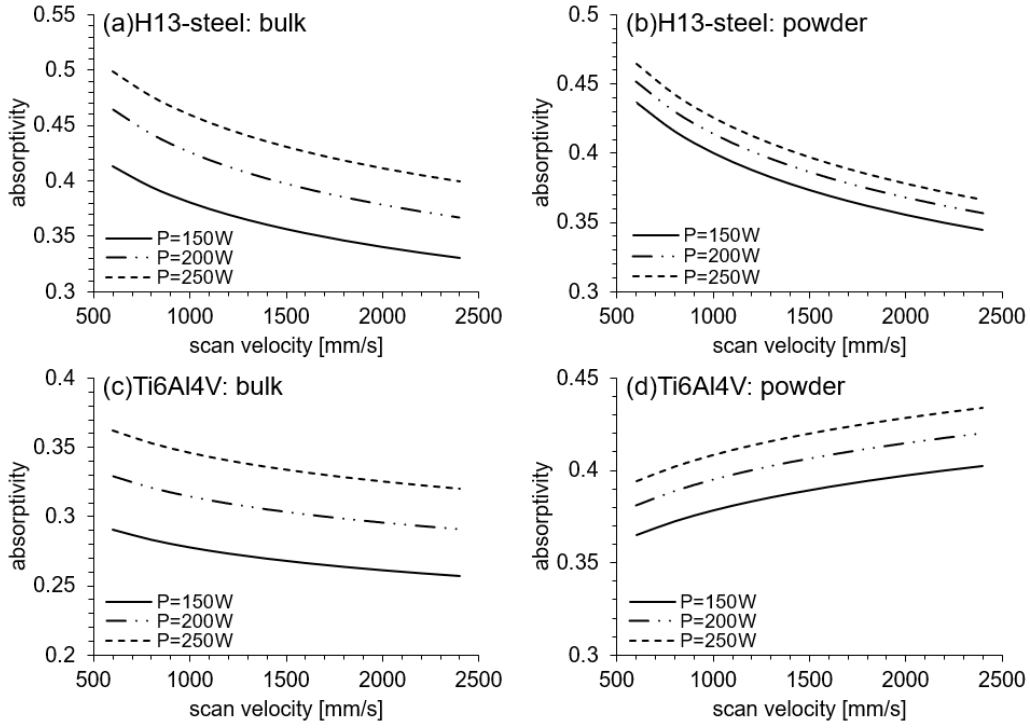 (a)H13-steel: bulk
0.55
0.5
0.45
0.4
0.35
0.3
absorptivity
P=150W
P=200W
P=250W
500 1000 1500 2000 2500
scan velocity [mm/s]
(b)H13-steel: powder
0.5
0.45
0.4
0.35
0.3
absorptivity
P=150W
P=200W
P=250W
500 1000 1500 2000 2500
scan velocity [mm/s]
(c)Ti6Al4V: bulk
0.4
0.35
0.3
0.25
0.2
absorptivity
P=150W
P=200W
P=250W
500 1000 1500 2000 2500
scan velocity [mm/s]
(d)Ti6Al4V: powder
0.45
0.4
0.35
0.3
absorptivity
P=150W
P=200W
P=250W
500 1000 1500 2000 2500
scan velocity [mm/s]